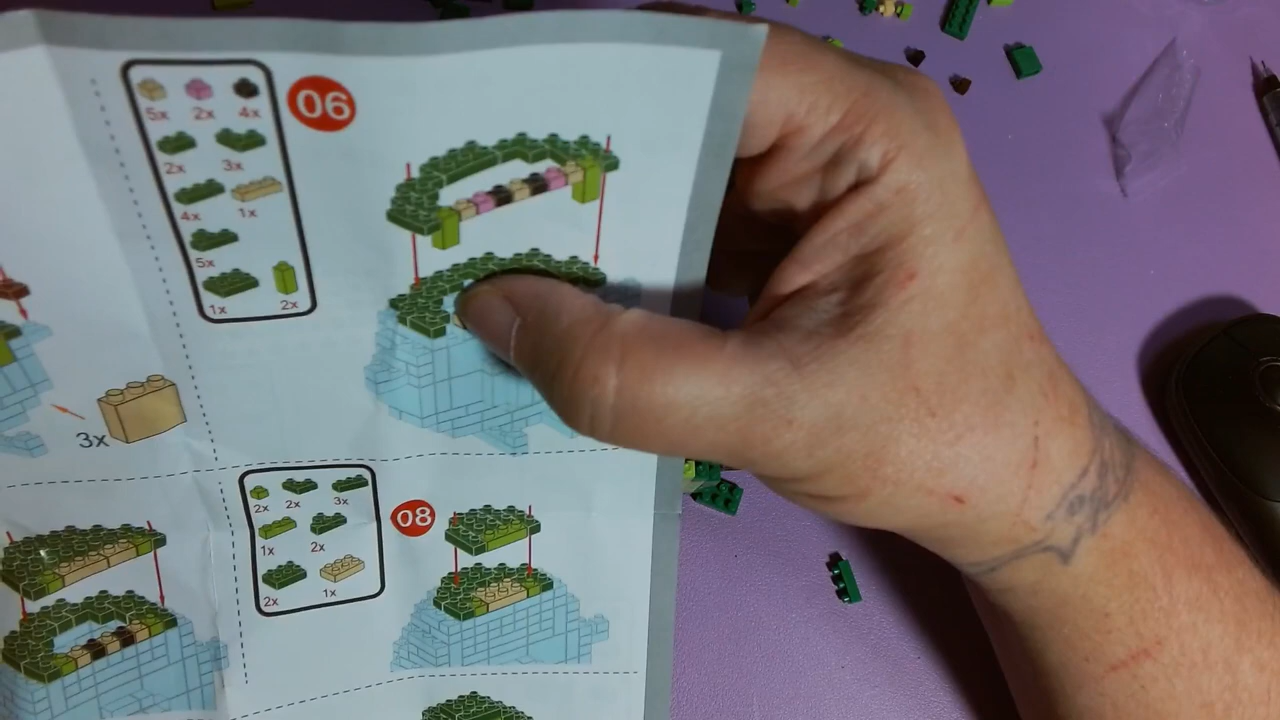 06
5x 2x 4x
2x 3x
4x 1x
5x
1x 2x
3x
08
2x 2x 3x
1x 2x
2x 1x